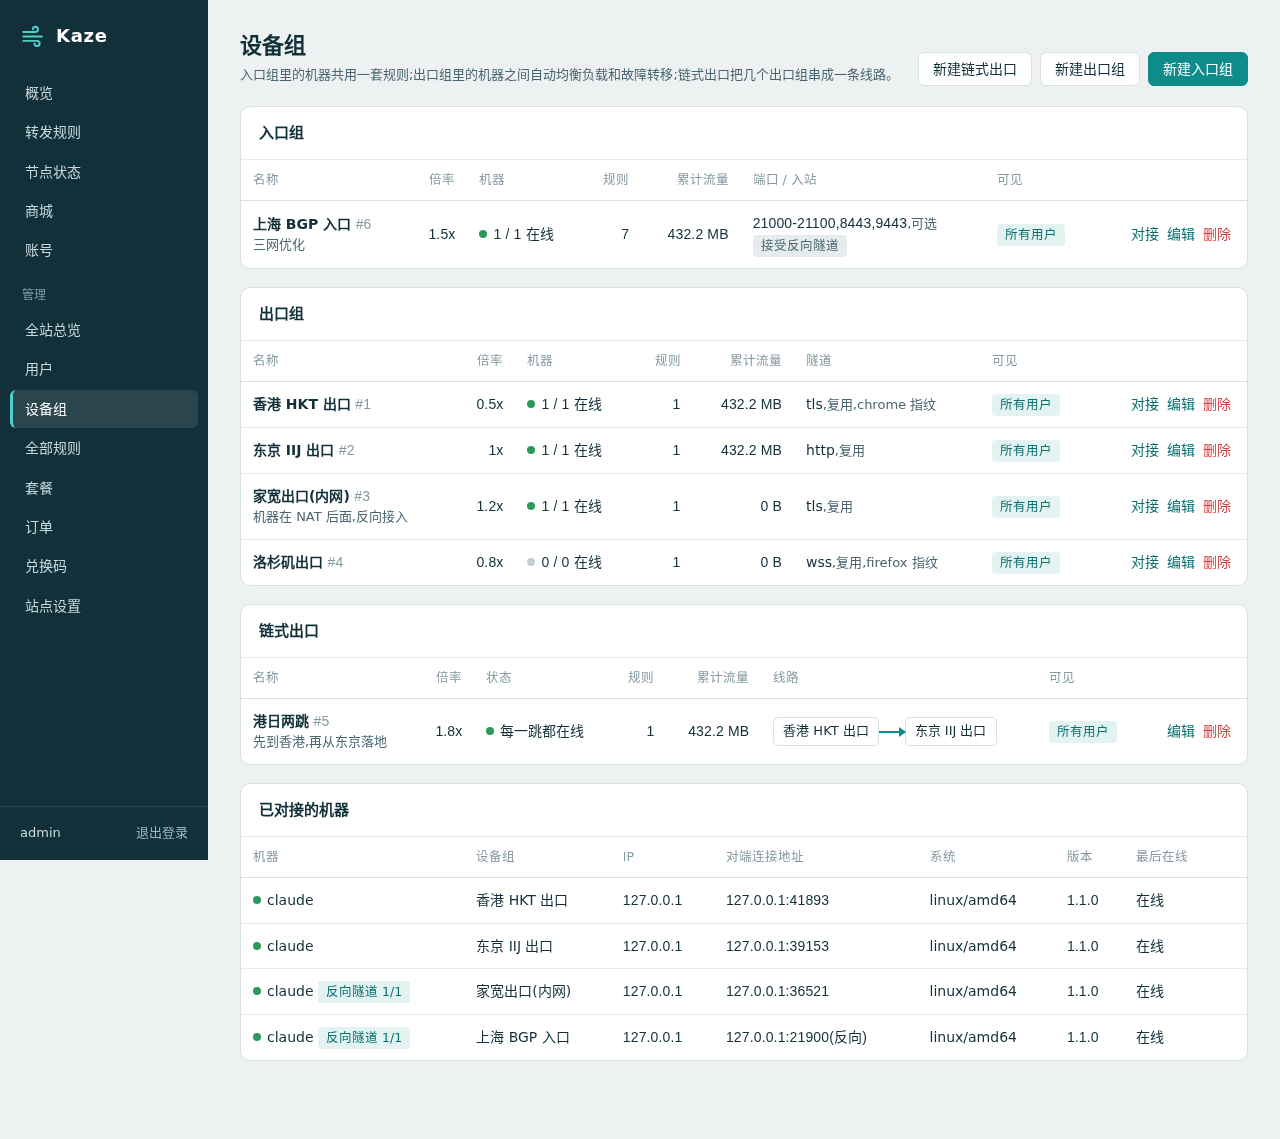 Kaze
概览
转发规则
节点状态
商城
账号
管理
全站总览
用户
设备组
全部规则
套餐
订单
兑换码
站点设置
admin 退出登录
设备组
入口组里的机器共用一套规则;出口组里的机器之间自动均衡负载和故障转移;链式出口把几个出口组串成一条线路。
新建链式出口 新建出口组 新建入口组
入口组
名称 倍率 机器 规则 累计流量 端口 / 入站 可见
上海 BGP 入口 #6 1.5x 1 / 1 在线 7 432.2 MB 21000-21100,8443,9443,可选 所有用户 对接 编辑 删除
三网优化 接受反向隧道
出口组
名称 倍率 机器 规则 累计流量 隧道 可见
香港 HKT 出口 #1 0.5x 1 / 1 在线 1 432.2 MB tls,复用,chrome 指纹 所有用户 对接 编辑 删除
东京 IIJ 出口 #2 1x 1 / 1 在线 1 432.2 MB http,复用 所有用户 对接 编辑 删除
家宽出口(内网) #3 1.2x 1 / 1 在线 1 0 B tls,复用 所有用户 对接 编辑 删除
机器在 NAT 后面,反向接入
洛杉矶出口 #4 0.8x 0 / 0 在线 1 0 B wss,复用,firefox 指纹 所有用户 对接 编辑 删除
链式出口
名称 倍率 状态 规则 累计流量 线路 可见
港日两跳 #5 1.8x 每一跳都在线 1 432.2 MB 香港 HKT 出口 东京 IIJ 出口 所有用户 编辑 删除
先到香港,再从东京落地
已对接的机器
机器 设备组 IP 对端连接地址 系统 版本 最后在线
claude 香港 HKT 出口 127.0.0.1 127.0.0.1:41893 linux/amd64 1.1.0 在线
claude 东京 IIJ 出口 127.0.0.1 127.0.0.1:39153 linux/amd64 1.1.0 在线
claude 反向隧道 1/1 家宽出口(内网) 127.0.0.1 127.0.0.1:36521 linux/amd64 1.1.0 在线
claude 反向隧道 1/1 上海 BGP 入口 127.0.0.1 127.0.0.1:21900(反向) linux/amd64 1.1.0 在线